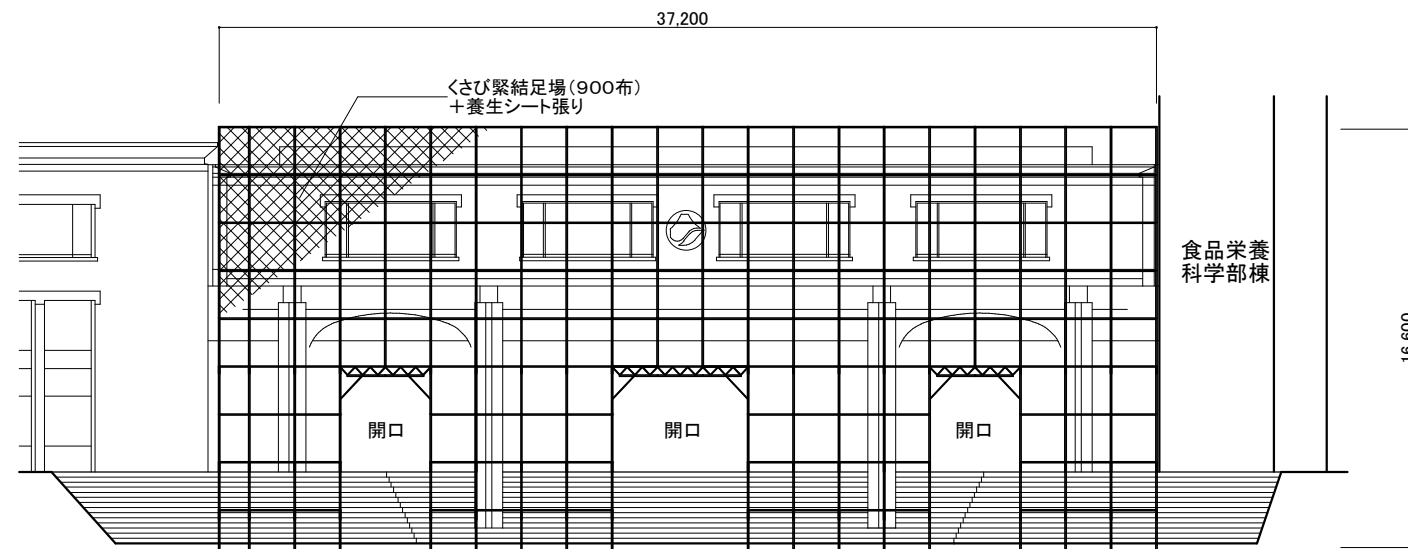 37,200
くさび緊結足場(900布)
+養生シート張り
食品栄養
科学部棟
16,600
開口
開口
開口